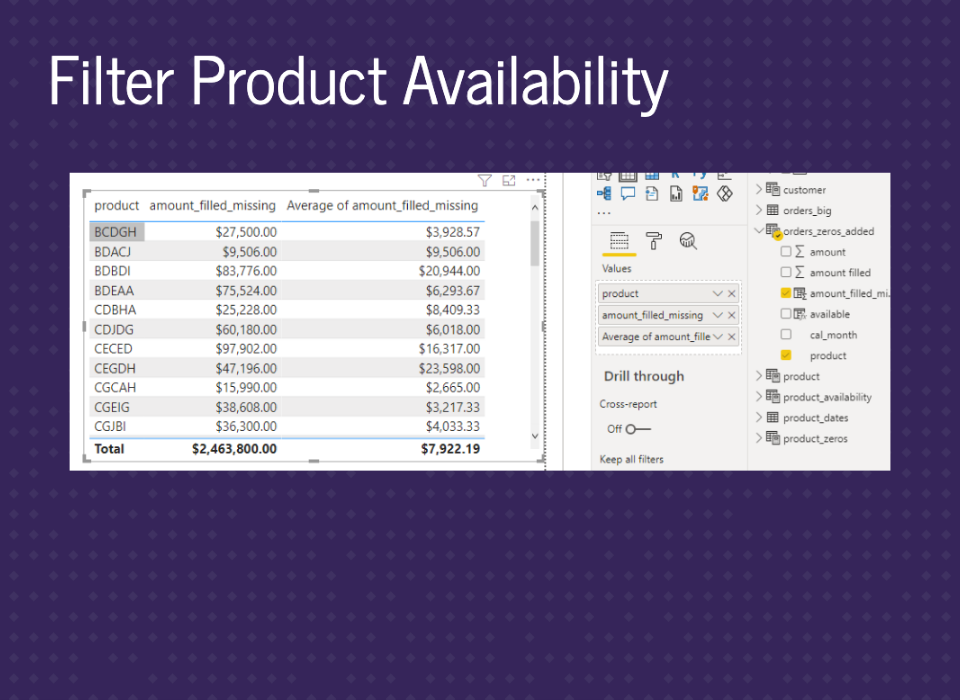 Filter Product Availability
product amount_filled_missing Average of amount_filled_missing
BCDGH $27,500.00 $3,928.57
BDACJ $9,506.00 $9,506.00
BDBDI $83,776.00 $20,944.00
BDEAA $75,524.00 $6,293.67
CDBHA $25,228.00 $8,409.33
CDJDG $60,180.00 $6,018.00
CECED $97,902.00 $16,317.00
CEGDH $47,196.00 $23,598.00
CGCAH $15,990.00 $2,665.00
CGEIG $38,608.00 $3,217.33
CGJBI $36,300.00 $4,033.33
Total $2,463,800.00 $7,922.19
Values
product
amount_filled_missing
Average of amount_fille
Drill through
Cross-report
Off
Keep all filters
customer
orders_big
orders_zeros_added
amount
amount filled
amount_filled_mi..
available
cal_month
product
product
product_availability
product_dates
product_zeros